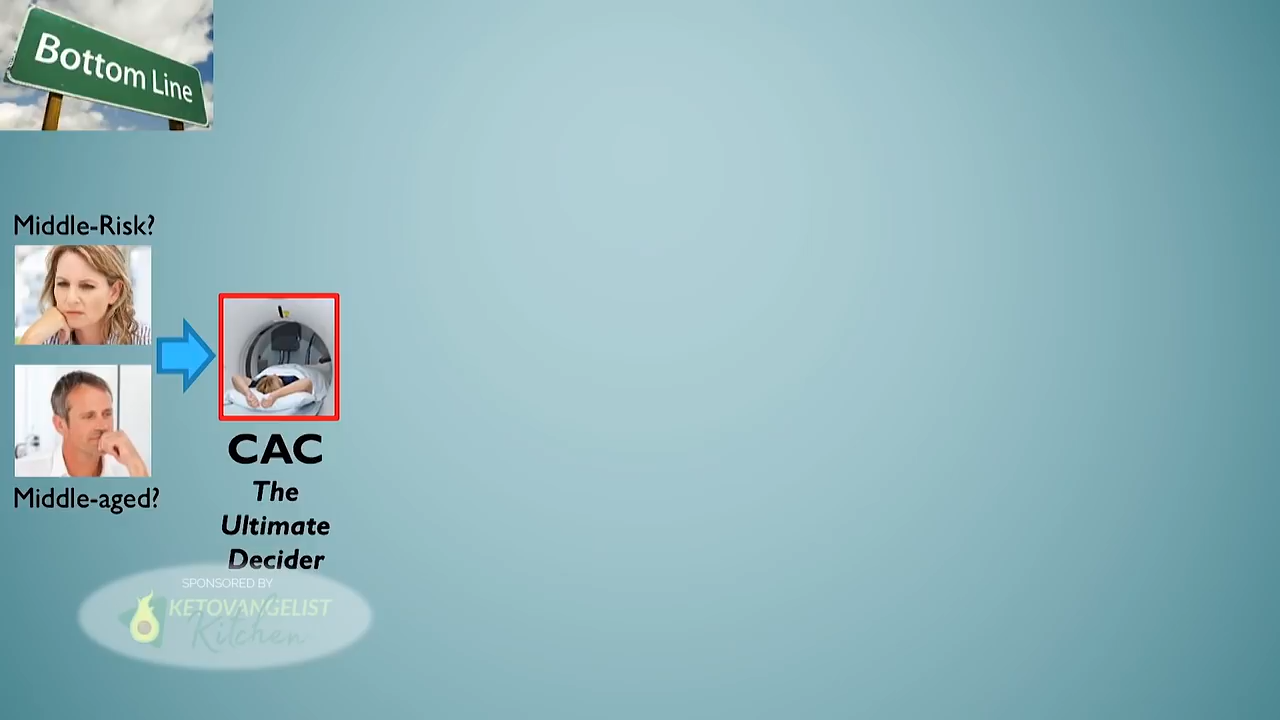 Bottom Line
Middle-Risk?
Middle-aged?
CAC
The
Ultimate
Decider
SPONSORED BY
KETOVANGELIST
Kitchen